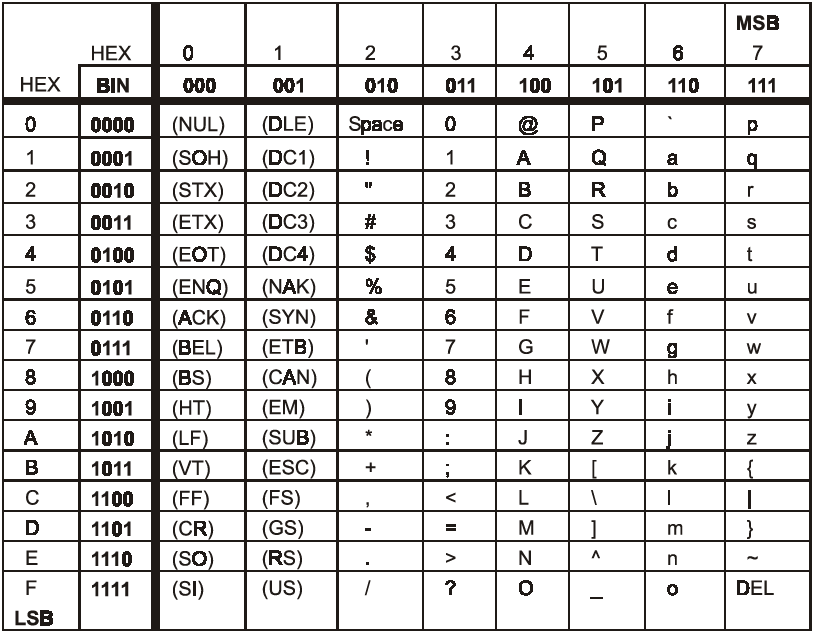 MSB
HEX 0 1 2 3 4 5 6 7
HEX BIN 000 001 010 011 100 101 110 111
0 0000 (NUL) (DLE) Space 0 @ P ` p
1 0001 (SOH) (DC1) ! 1 A Q a q
2 0010 (STX) (DC2) " 2 B R b r
3 0011 (ETX) (DC3) # 3 C S c s
4 0100 (EOT) (DC4) $ 4 D T d t
5 0101 (ENQ) (NAK) % 5 E U e u
6 0110 (ACK) (SYN) & 6 F V f v
7 0111 (BEL) (ETB) ' 7 G W g w
8 1000 (BS) (CAN) ( 8 H X h x
9 1001 (HT) (EM) ) 9 I Y i y
A 1010 (LF) (SUB) * : J Z j z
B 1011 (VT) (ESC) + ; K [ k {
C 1100 (FF) (FS) , < L \ l |
D 1101 (CR) (GS) - = M ] m }
E 1110 (SO) (RS) . > N ^ n ~
F 1111 (SI) (US) / ? O _ o DEL
LSB